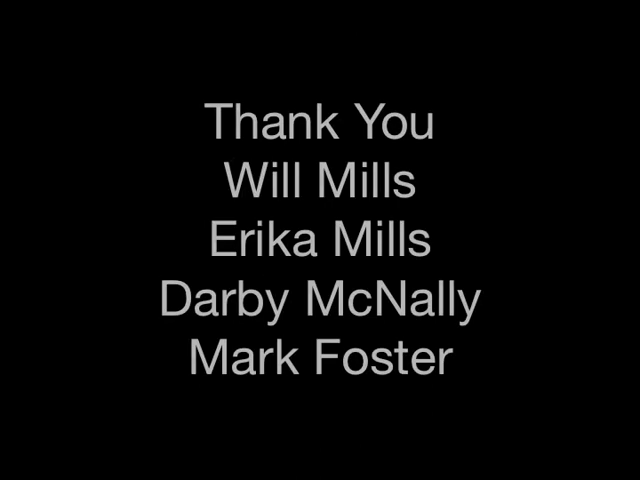 Thank You
Will Mills
Erika Mills
Darby McNally
Mark Foster